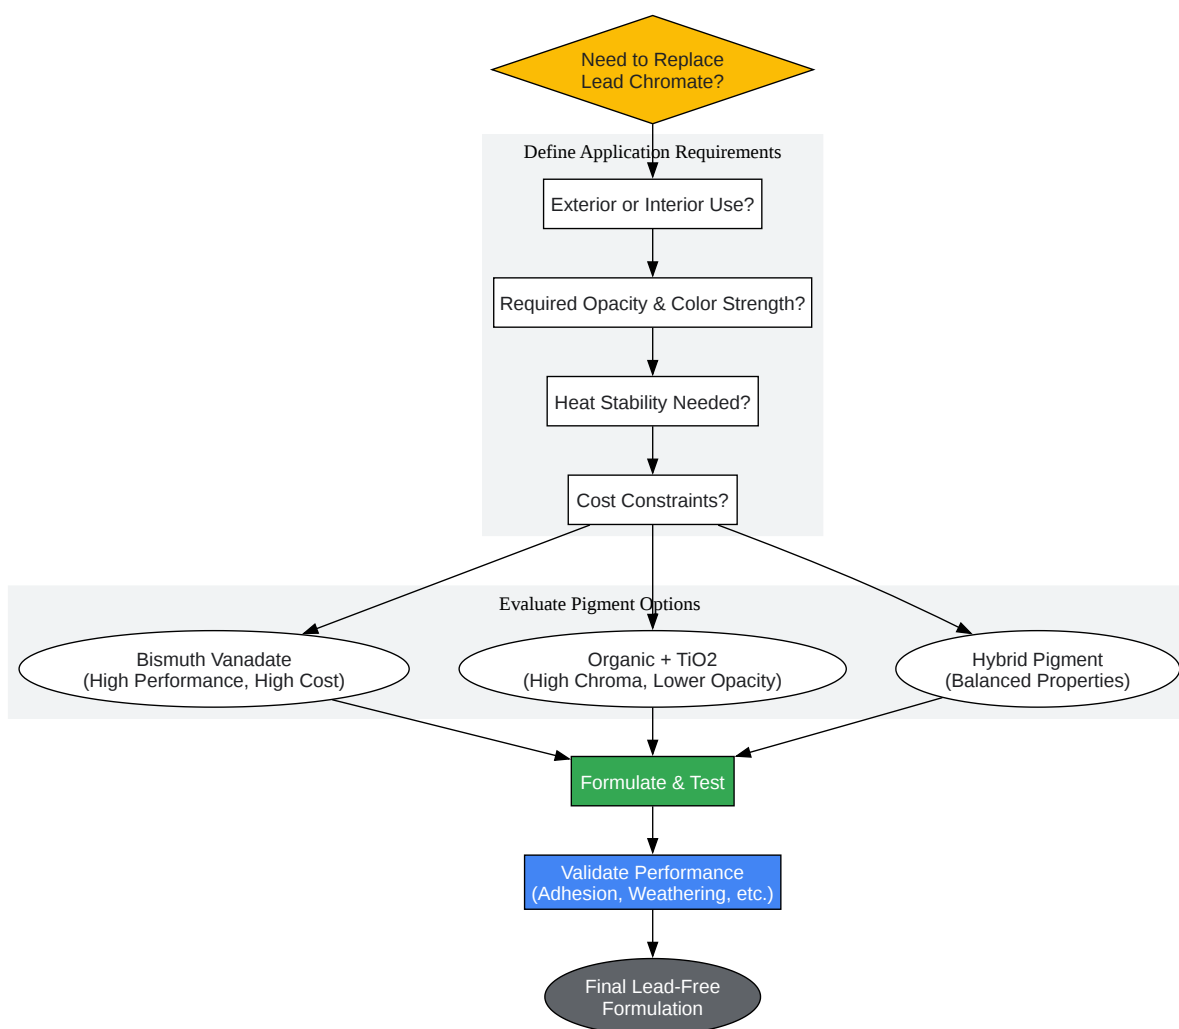 Need to Replace
Lead Chromate?
Define Application Requirements
Exterior or Interior Use?
Required Opacity & Color Strength?
Heat Stability Needed?
Cost Constraints?
Evaluate Pigment Options
Bismuth Vanadate
(High Performance, High Cost)
Organic + TiO2
(High Chroma, Lower Opacity)
Hybrid Pigment
(Balanced Properties)
Formulate & Test
Validate Performance
(Adhesion, Weathering, etc.)
Final Lead-Free
Formulation